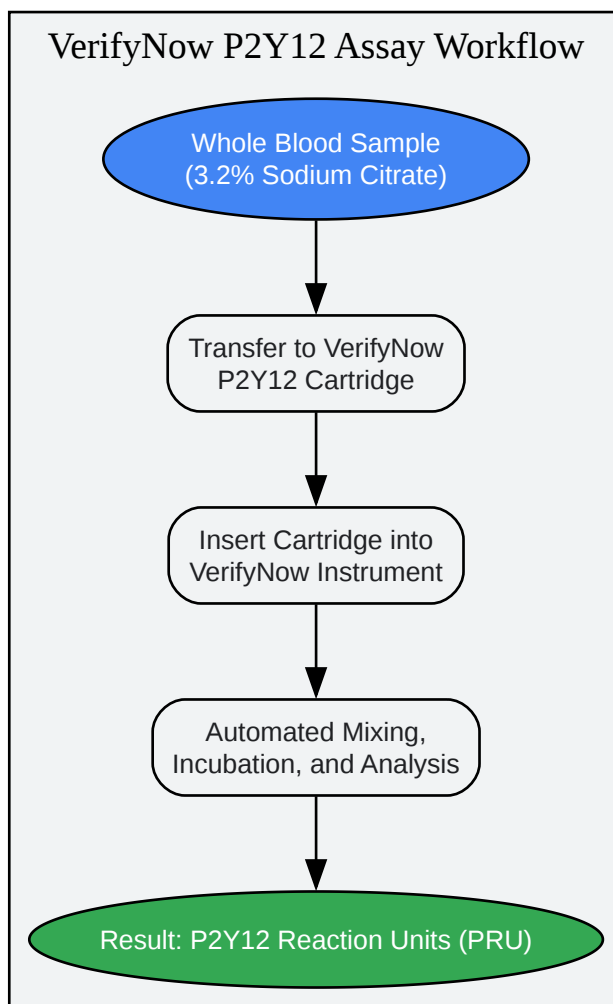 VerifyNow P2Y12 Assay Workflow
Whole Blood Sample
(3.2% Sodium Citrate)
Transfer to VerifyNow
P2Y12 Cartridge
Insert Cartridge into
VerifyNow Instrument
Automated Mixing,
Incubation, and Analysis
Result: P2Y12 Reaction Units (PRU)